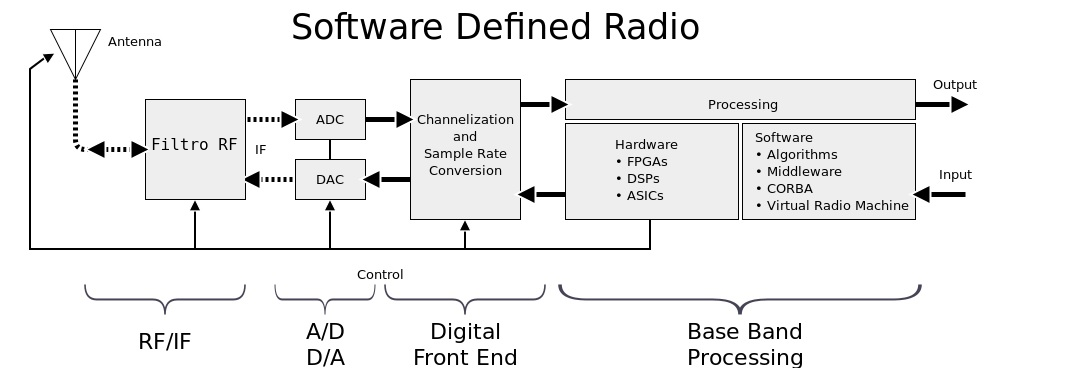 Software Defined Radio
Antenna
Filtro RF
IF
ADC
DAC
Channelization
and
Sample Rate
Conversion
Processing
Hardware
• FPGAs
• DSPs
• ASICs
Software
• Algorithms
• Middleware
• CORBA
• Virtual Radio Machine
Output
Input
Control
RF/IF
A/D
D/A
Digital
Front End
Base Band
Processing